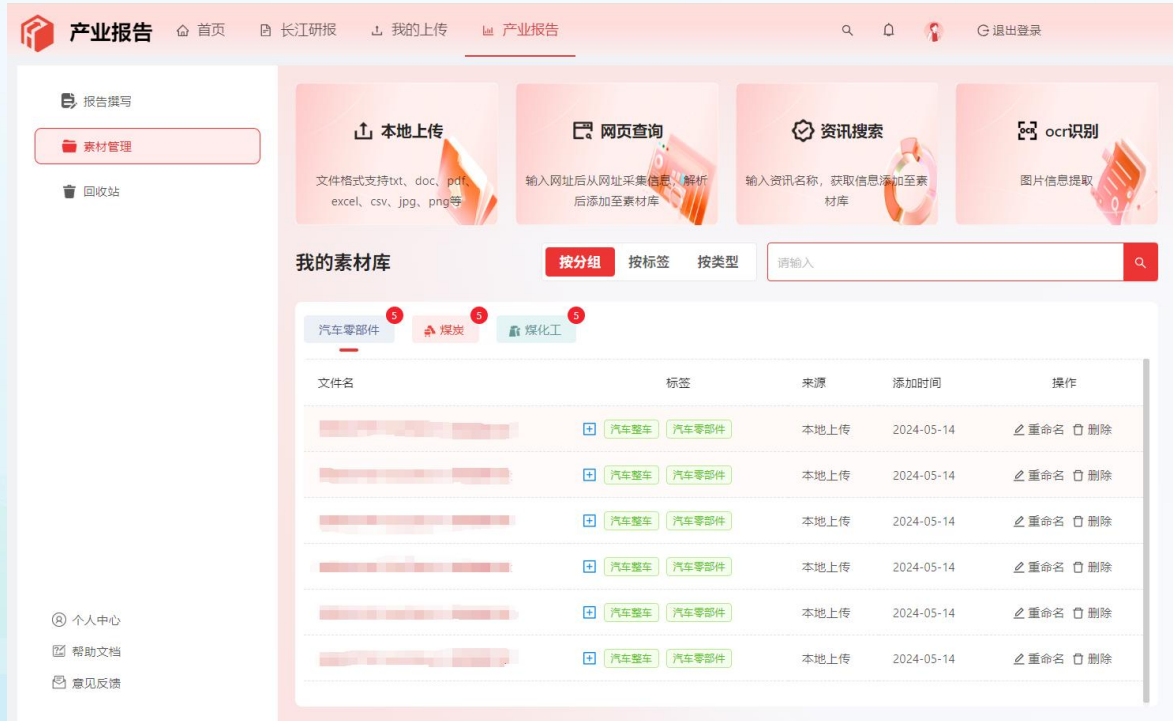 产业报告 首页 长江研报 我的上传 产业报告 退出登录
报告撰写
素材管理
回收站
本地上传
文件格式支持txt、doc、pdf、
excel、csv、jpg、png等
网页查询
输入网址后从网址采集信息，解析
后添加至素材库
资讯搜索
输入资讯名称，获取信息添加至素
材库
ocr识别
图片信息提取
我的素材库
按分组 按标签 按类型
请输入
汽车零部件 5 煤炭 5 煤化工 5
文件名 标签 来源 添加时间 操作
汽车整车 汽车零部件 本地上传 2024-05-14 重命名 删除
汽车整车 汽车零部件 本地上传 2024-05-14 重命名 删除
汽车整车 汽车零部件 本地上传 2024-05-14 重命名 删除
汽车整车 汽车零部件 本地上传 2024-05-14 重命名 删除
汽车整车 汽车零部件 本地上传 2024-05-14 重命名 删除
汽车整车 汽车零部件 本地上传 2024-05-14 重命名 删除
个人中心
帮助文档
意见反馈